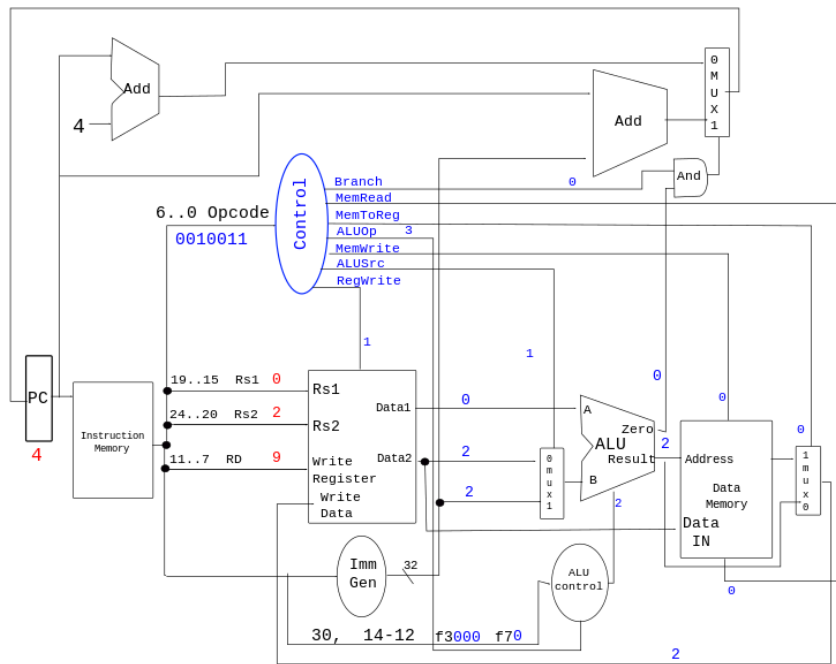 0
M
U
X
1
Add
4
Add
And
Branch 0
MemRead
MemToReg
ALUOp 3
MemWrite
ALUSrc
RegWrite
Control
6..0 Opcode
0010011
1
1
0
0
0
PC
4
Instruction
Memory
19..15 Rs1 0
24..20 Rs2 2
11..7 RD 9
Rs1
Rs2
Write
Register
Write
Data
Data1
Data2
0
2
2
0
m
u
x
1
A
B
ALU
Zero
Result
2
2
Address
Data
Memory
Data
IN
0
1
m
u
x
0
Imm
Gen
32
ALU
control
30, 14-12 f3000 f70
2